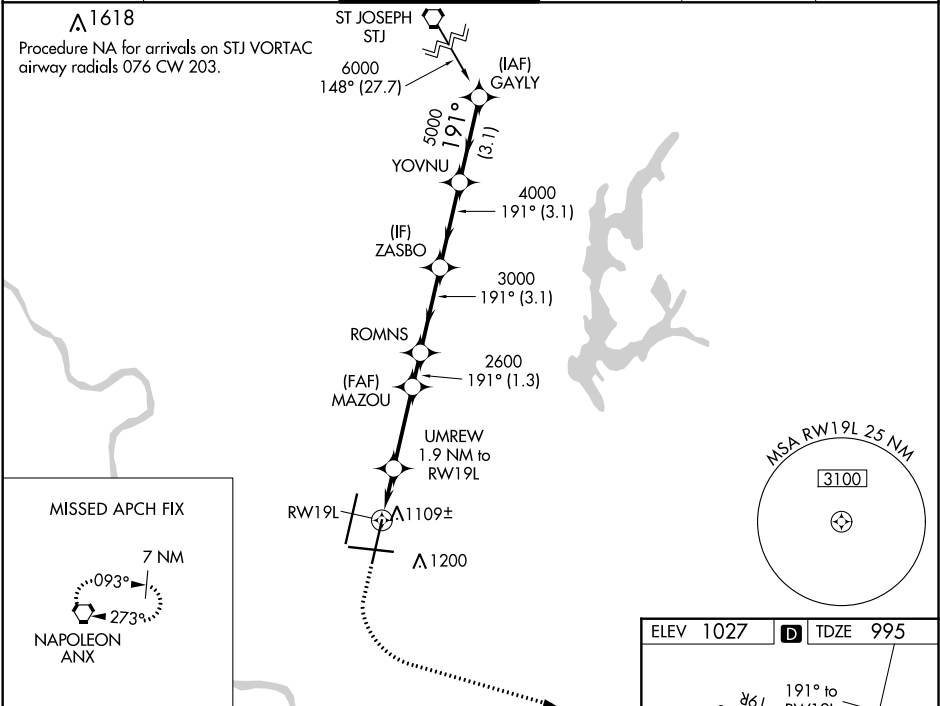 1618
Procedure NA for arrivals on STJ VORTAC
airway radials 076 CW 203.
ST JOSEPH
STJ
6000
148° (27.7)
(IAF)
GAYLY
5000
191°
(3.1)
YOVNU
4000
191° (3.1)
(IF)
ZASBO
3000
191° (3.1)
ROMNS
2600
191° (1.3)
(FAF)
MAZOU
UMREW
1.9 NM to
RW19L
RW19L
1109±
1200
MSA RW19L 25 NM
3100
MISSED APCH FIX
7 NM
093°
273°
NAPOLEON
ANX
ELEV 1027 D TDZE 995
191° to
RW19L
19R